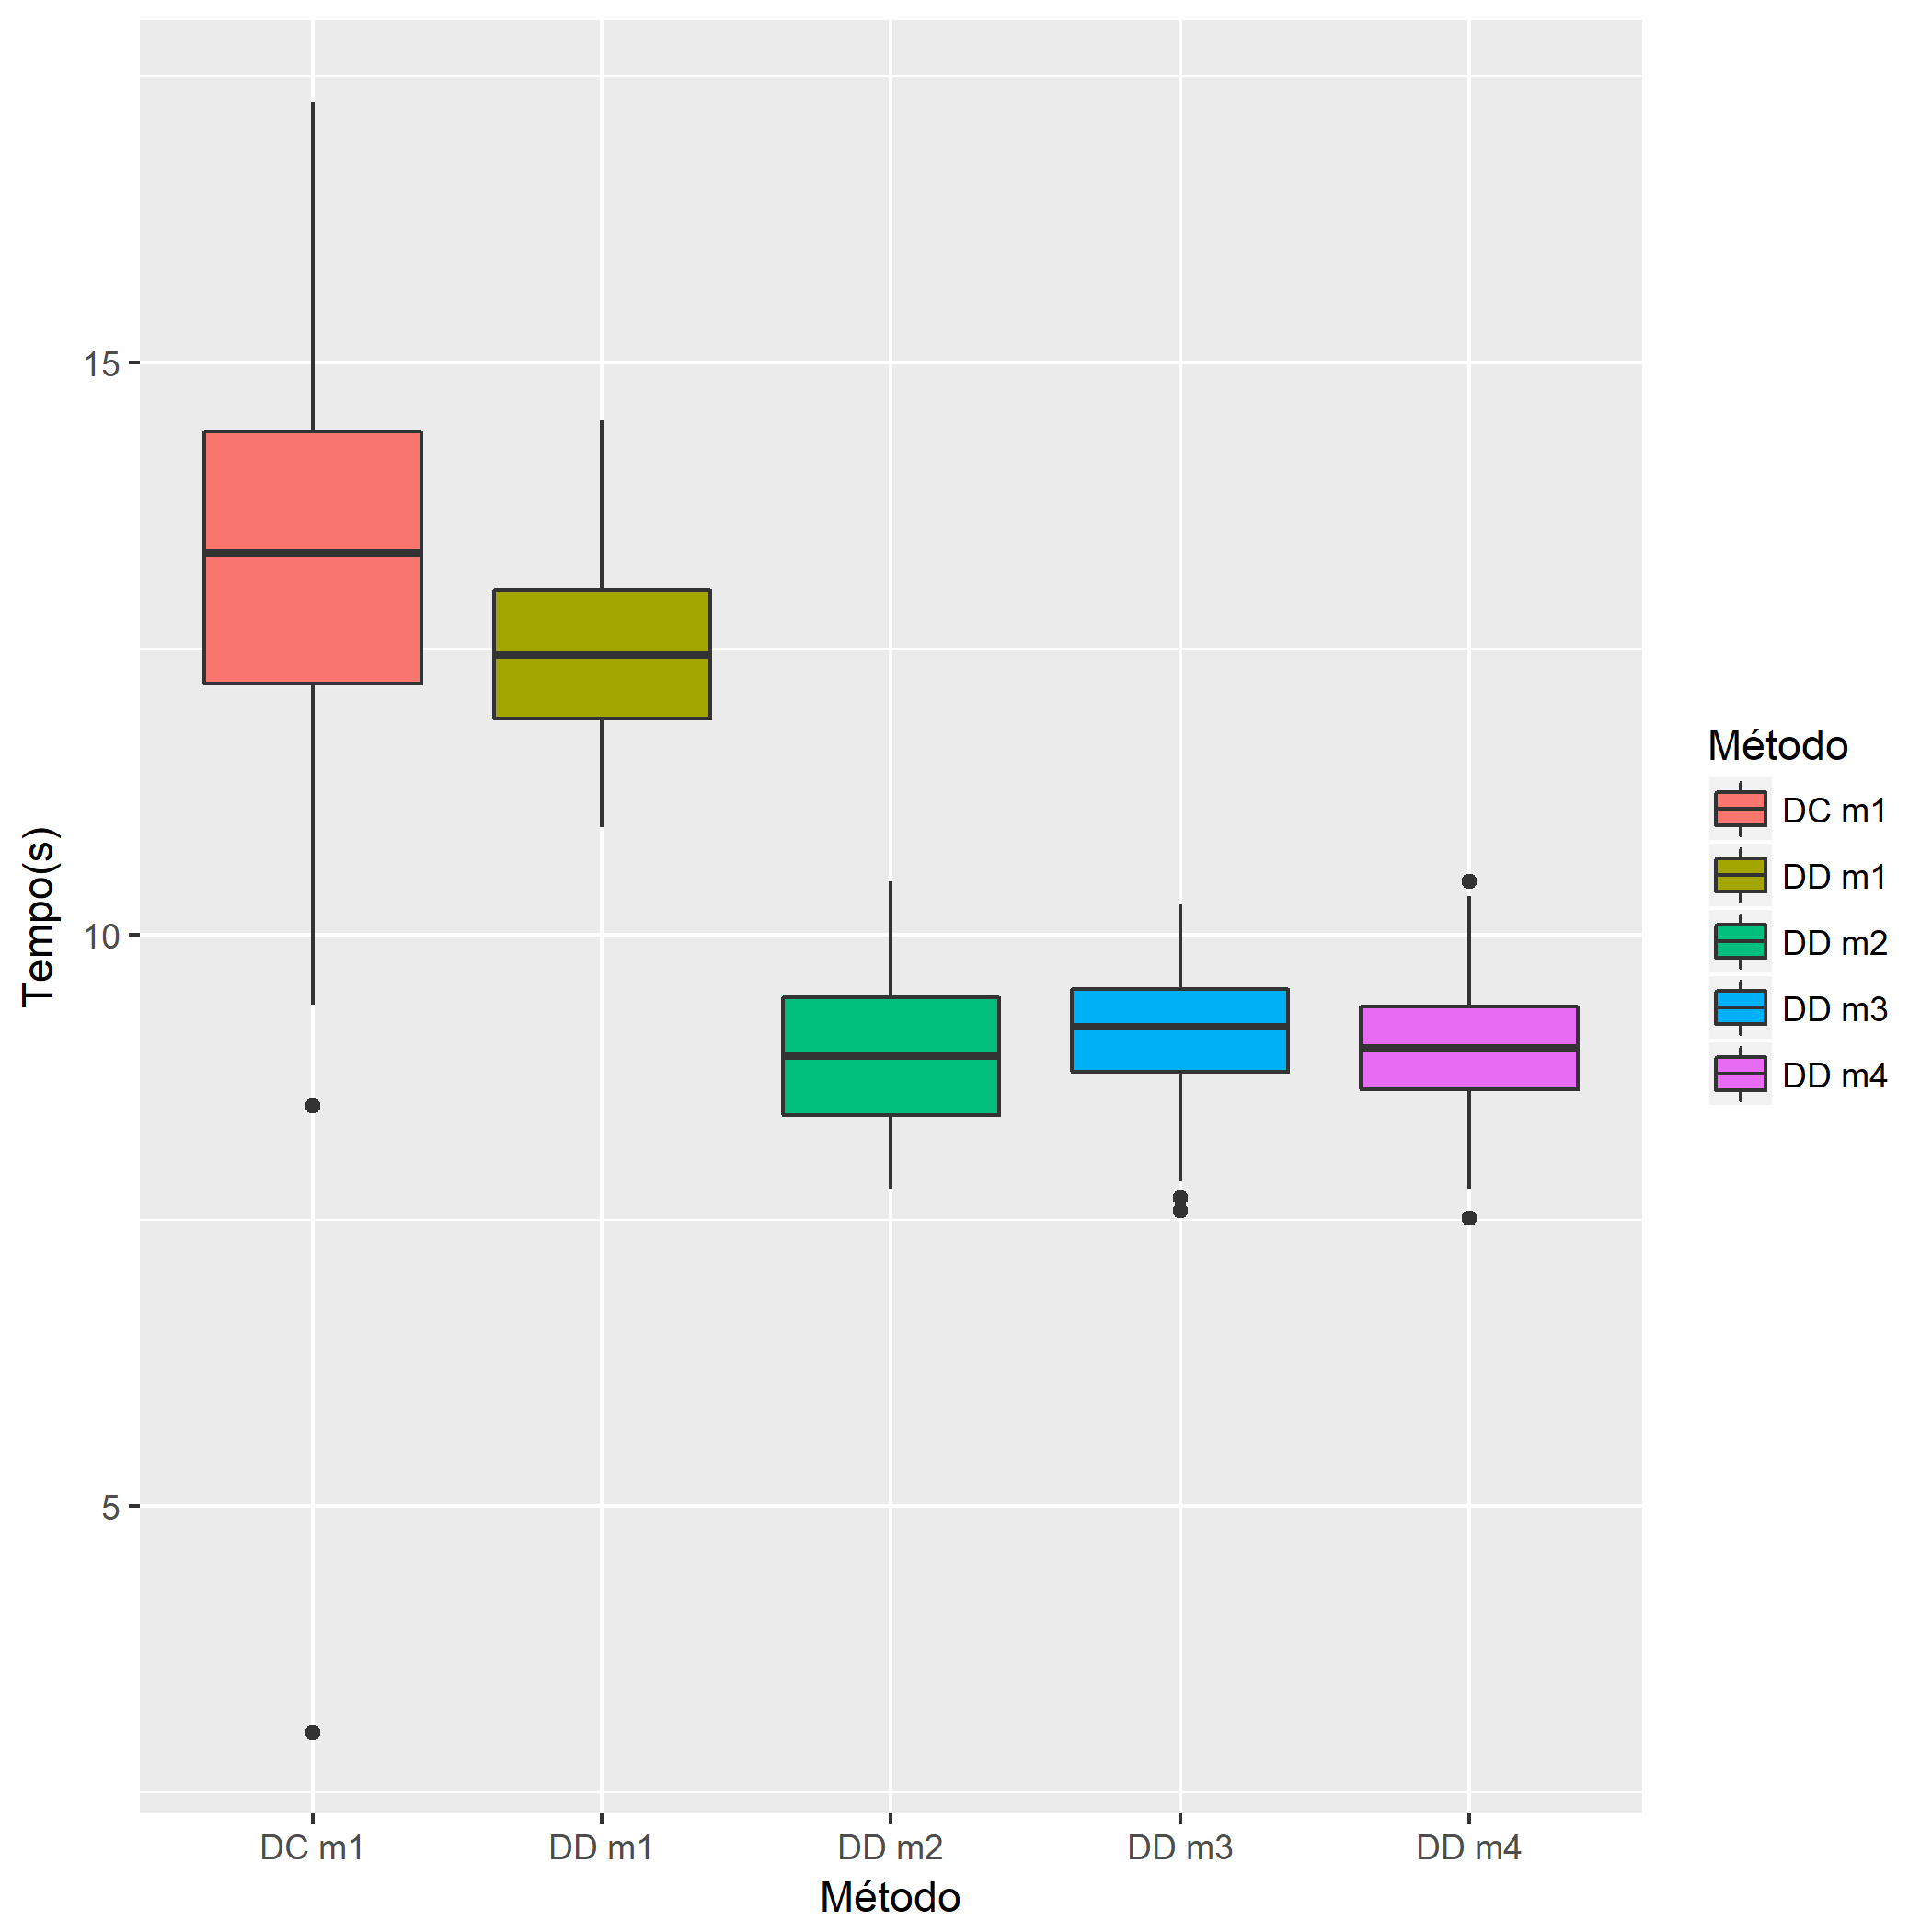 15
10
5
Tempo(s)
DC m1
DD m1
DD m2
DD m3
DD m4
Método
Método
DC m1
DD m1
DD m2
DD m3
DD m4